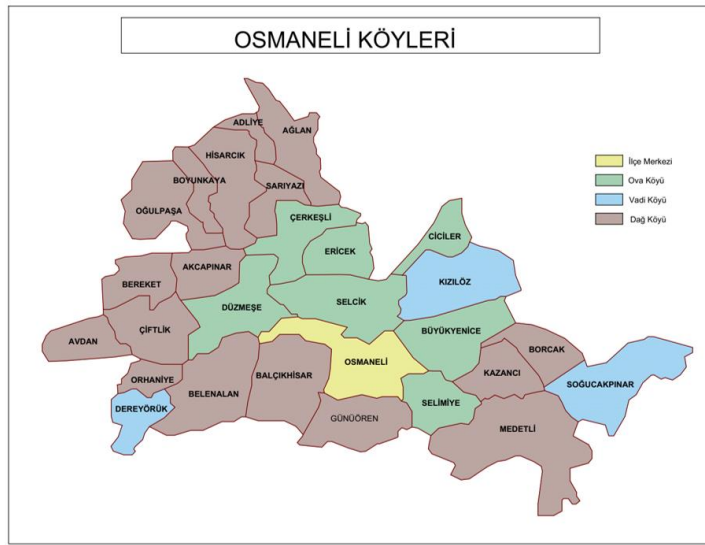 OSMANELİ KÖYLERİ
ADLİYE
AĞLAN
HİSARCIK
BOYUNKAYA
SARIYAZI
OĞULPAŞA
ÇERKEŞLİ
CİCİLER
ERİCEK
AKCAPINAR
BEREKET
KIZILÖZ
DÜZMEŞE
SELCİK
ÇİFTLİK
BÜYÜKYENİCE
AVDAN
BORCAK
OSMANELİ
KAZANCI
ORHANİYE
BALÇIKHİSAR
SOĞUCAKPINAR
BELENALAN
DEREYÖRÜK
SELİMİYE
GÜNÜÖREN
MEDETLİ
İlçe Merkezi
Ova Köyü
Vadi Köyü
Dağ Köyü